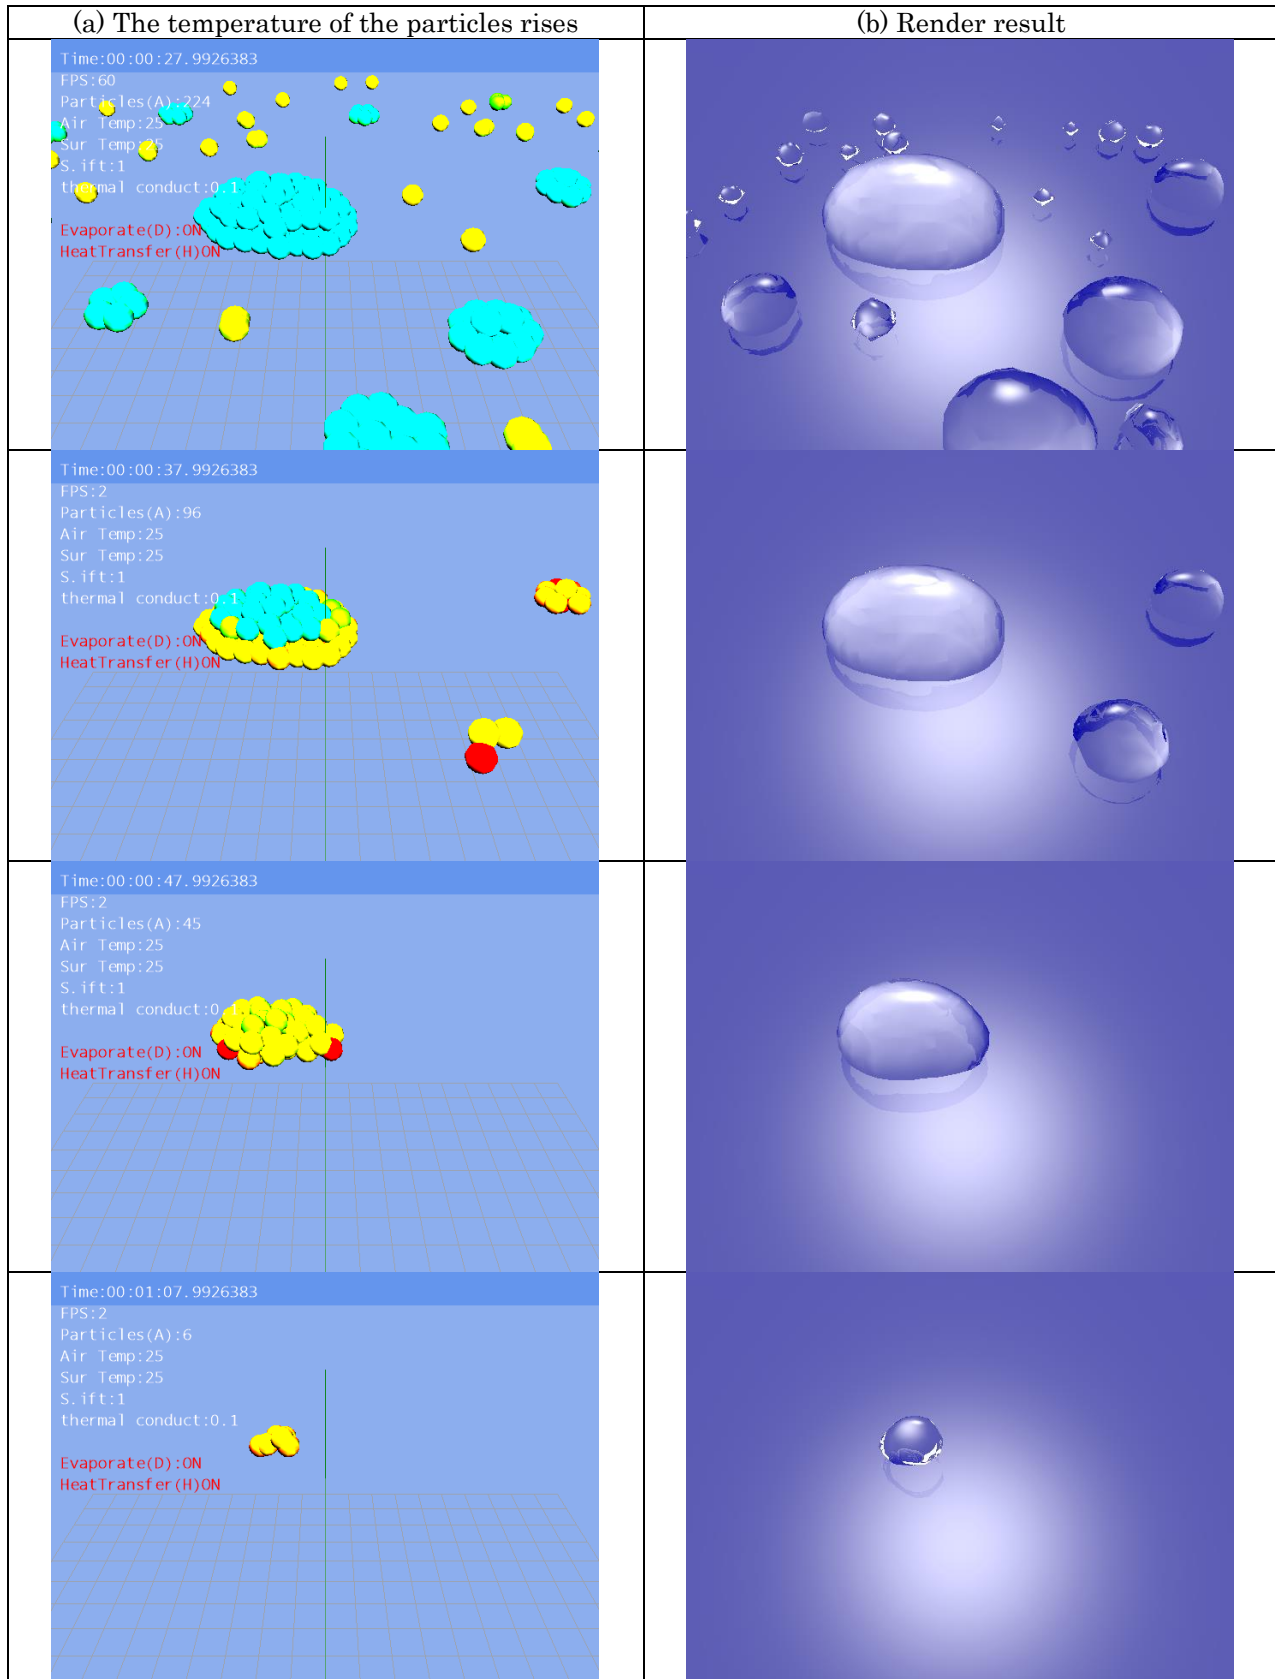 (a) The temperature of the particles rises
(b) Render result
Time:00:00:27.9926383
FPS:60
Particles(A):224
Air Temp:25
Sur Temp:25
S.ift:1
thermal conduct:0.1
Evaporate(D):ON
HeatTransfer(H)ON
Time:00:00:37.9926383
FPS:2
Particles(A):96
Air Temp:25
Sur Temp:25
S.ift:1
thermal conduct:0.1
Evaporate(D):ON
HeatTransfer(H)ON
Time:00:00:47.9926383
FPS:2
Particles(A):45
Air Temp:25
Sur Temp:25
S.ift:1
thermal conduct:0.1
Evaporate(D):ON
HeatTransfer(H)ON
Time:00:01:07.9926383
FPS:2
Particles(A):6
Air Temp:25
Sur Temp:25
S.ift:1
thermal conduct:0.1
Evaporate(D):ON
HeatTransfer(H)ON